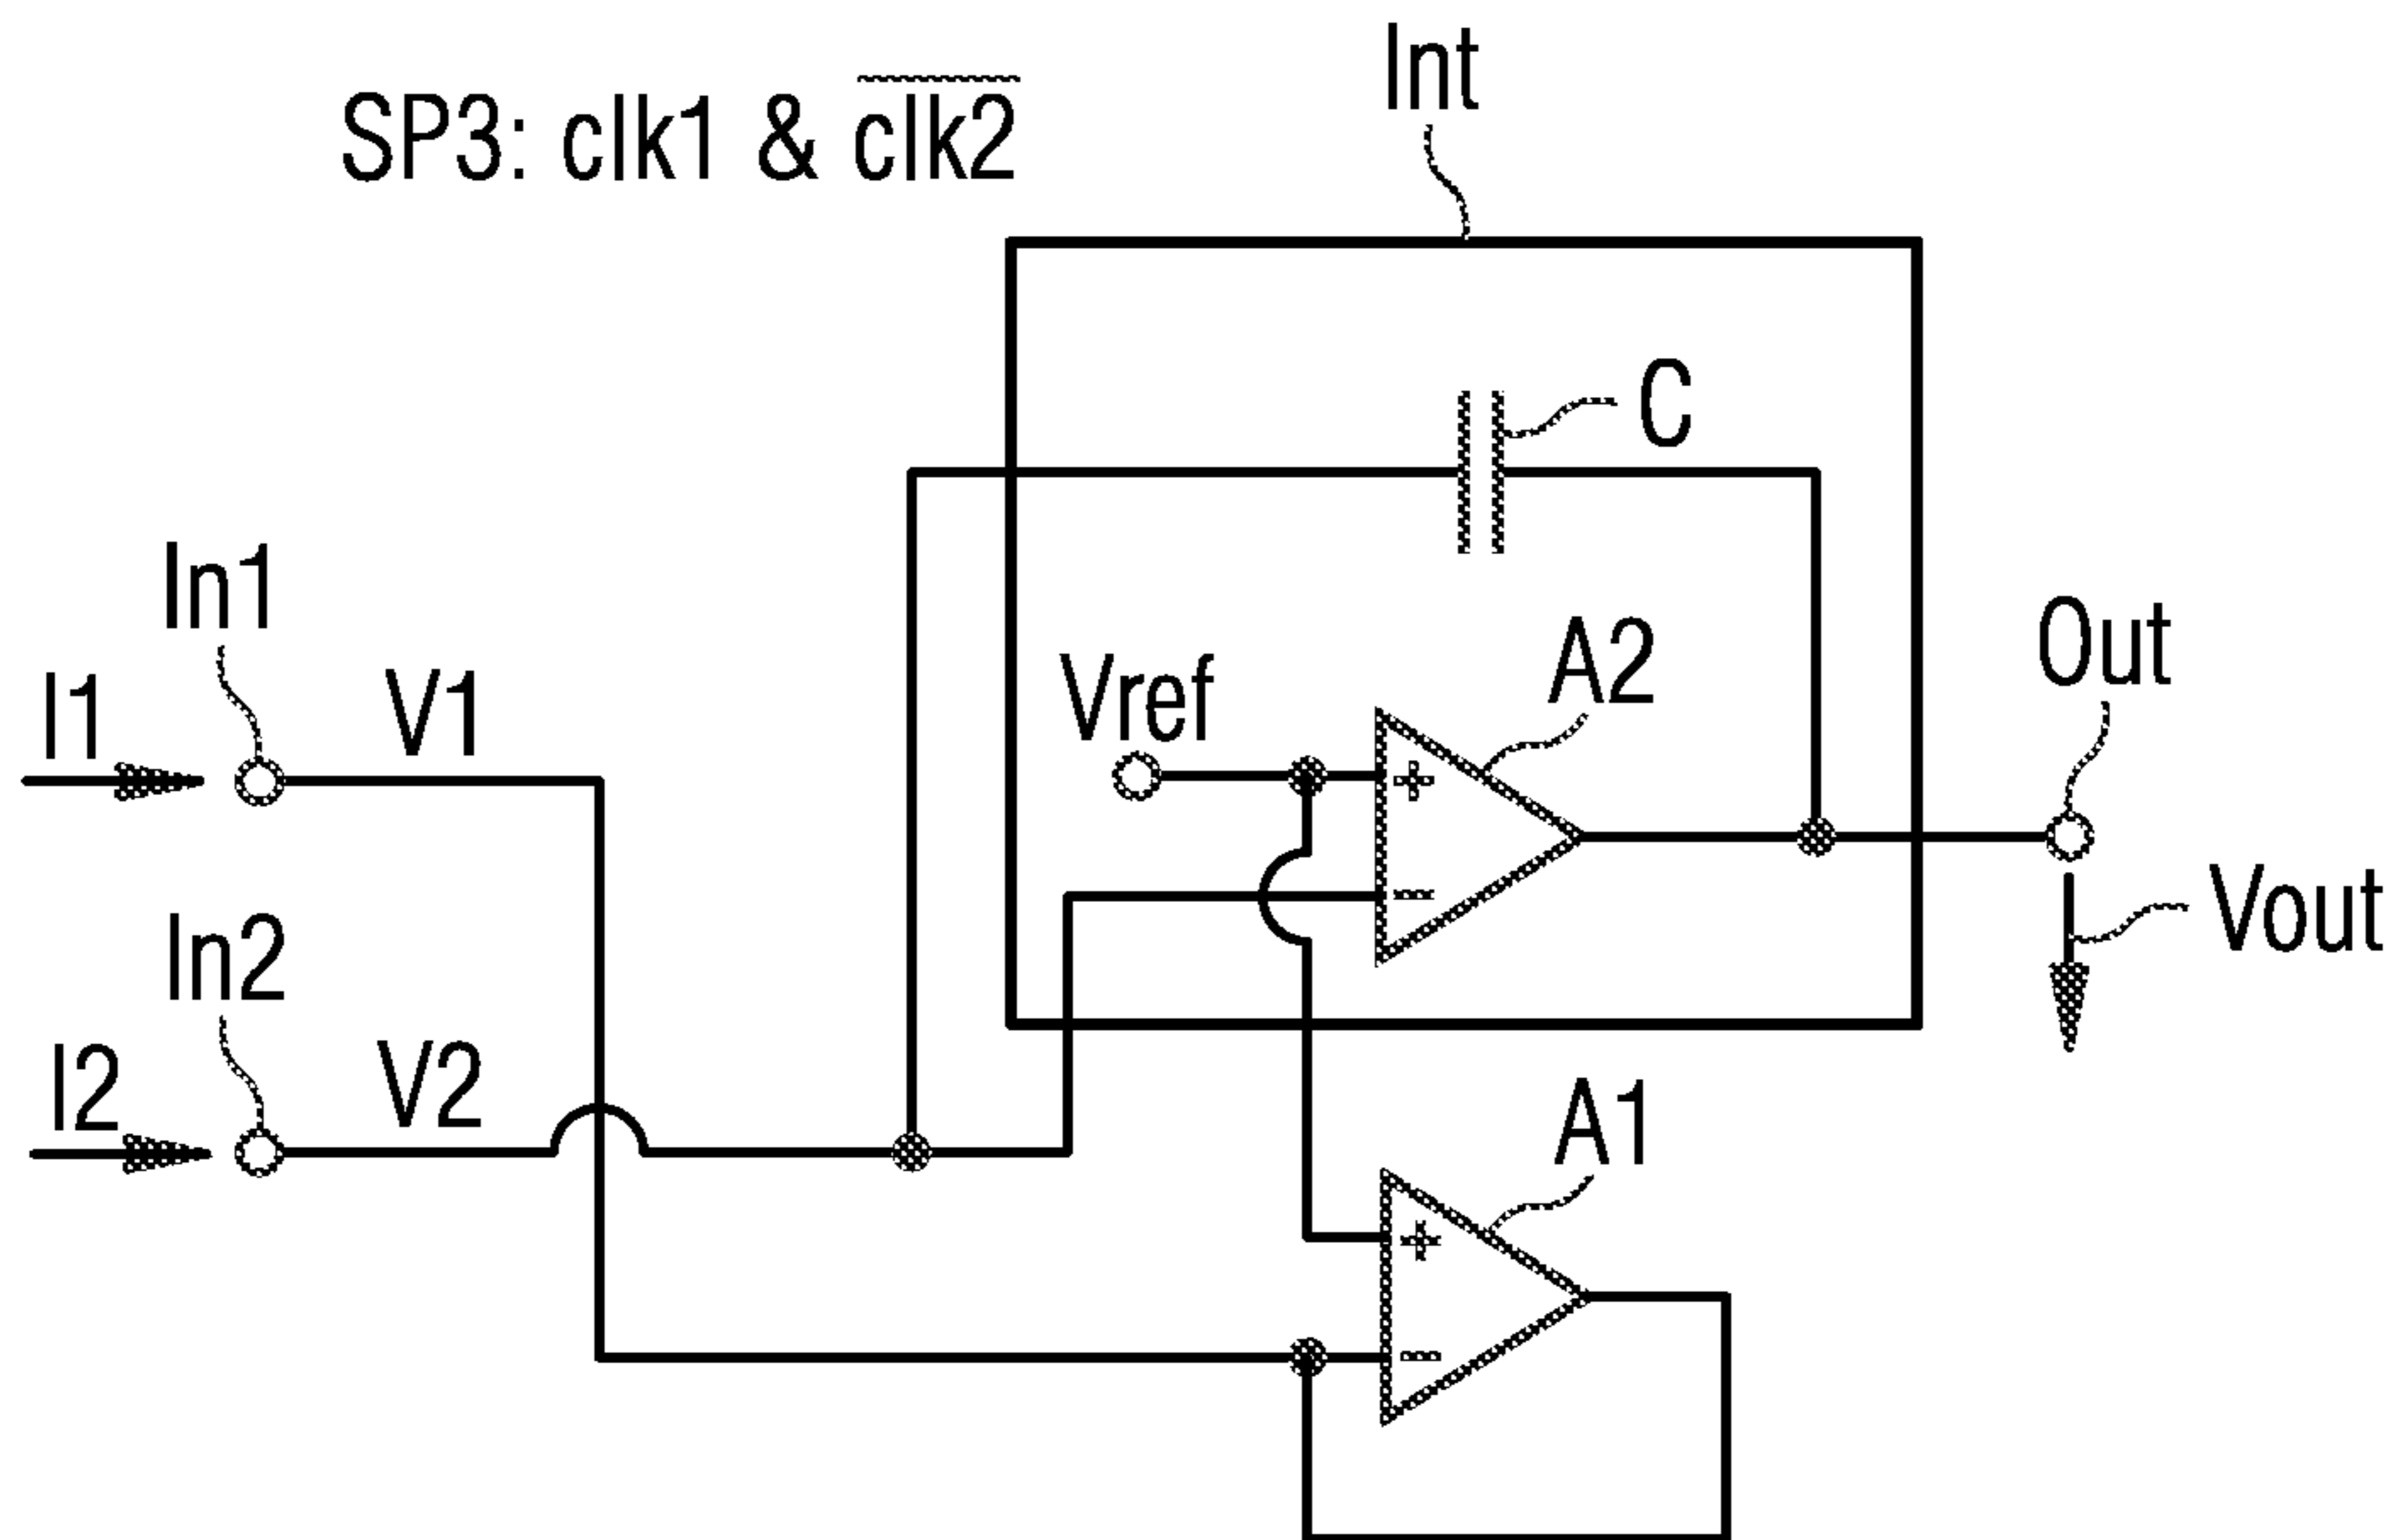 Int
SP3: clk1 & clk2
C
In1
A2
Out
Vref
I1
V1
+
−
Vout
In2
I2
V2
A1
+
−